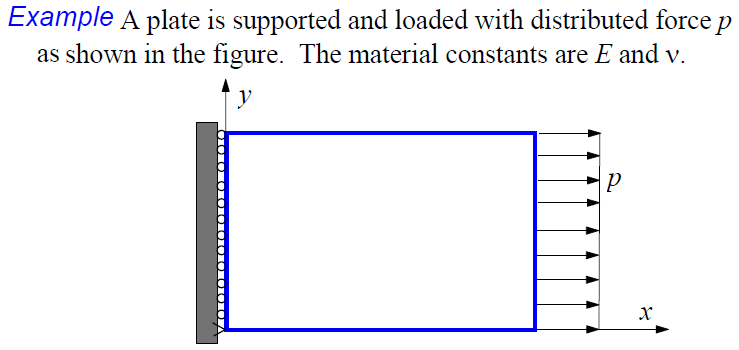 Example A plate is supported and loaded with distributed force p
as shown in the figure. The material constants are E and ν.
y
p
x